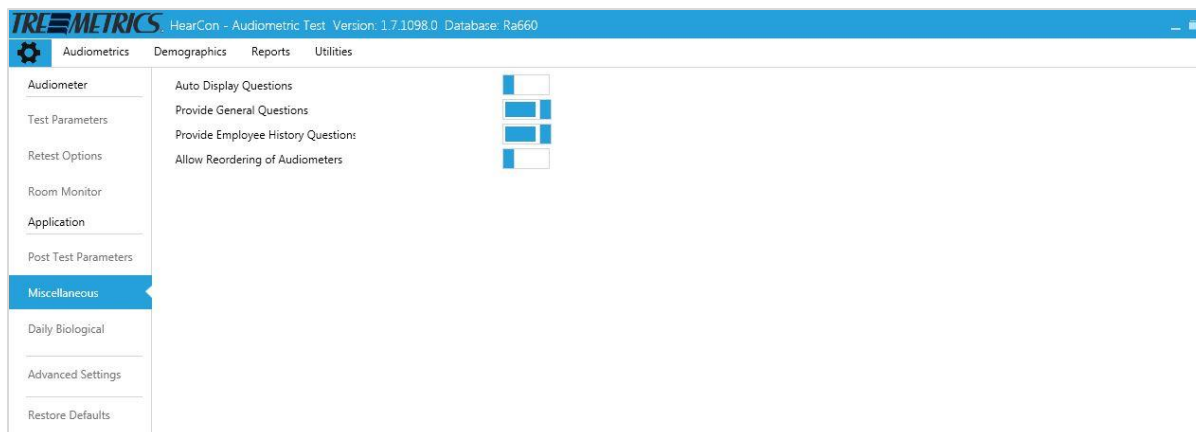 TREMETRICS. HearCon - Audiometric Test Version: 1.7.1098.0 Database: Ra660
Audiometrics Demographics Reports Utilities
Audiometer
Test Parameters
Retest Options
Room Monitor
Application
Post Test Parameters
Miscellaneous
Daily Biological
Advanced Settings
Restore Defaults
Auto Display Questions
Provide General Questions
Provide Employee History Questions
Allow Reordering of Audiometers